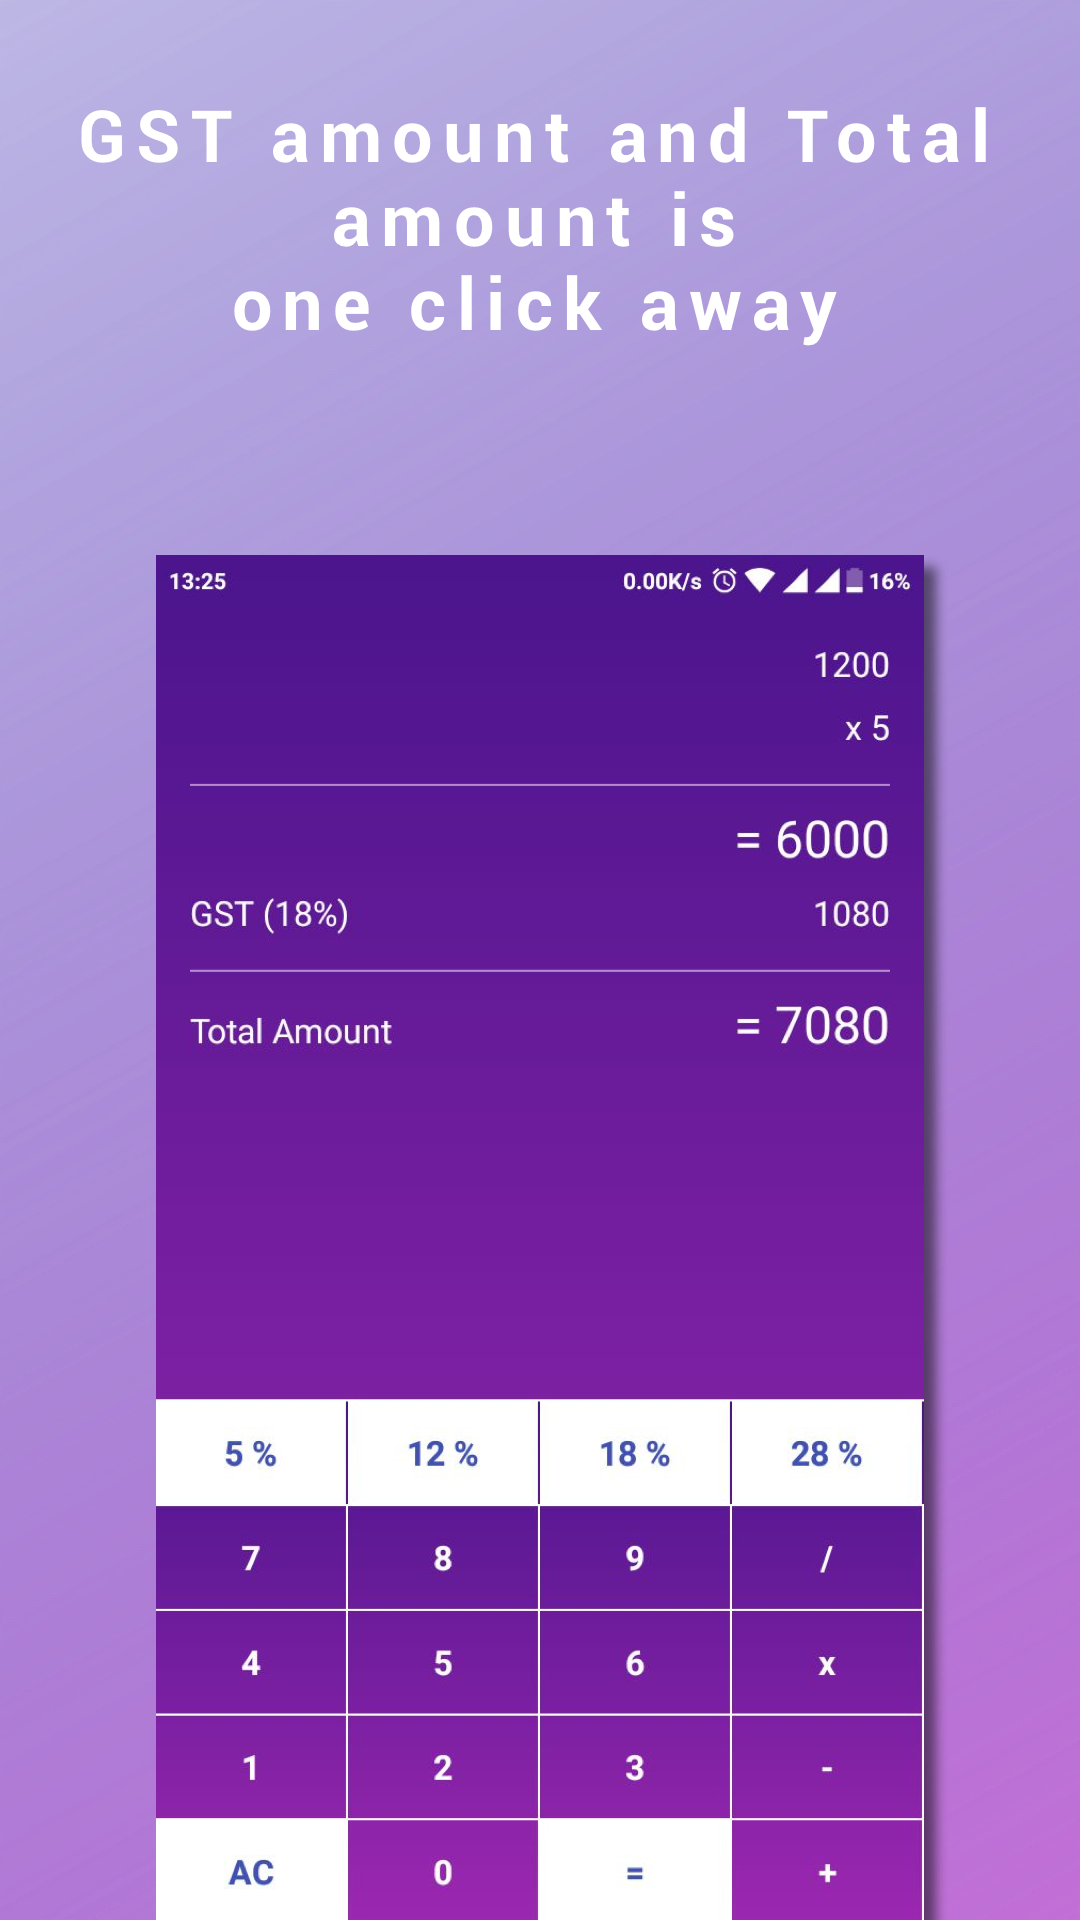 GST amount and Total
amount is
one click away
13:25 0.00K/s 16%
1200
x 5
= 6000
GST (18%) 1080
Total Amount = 7080
5 % 12 % 18 % 28 %
7 8 9 /
4 5 6 x
1 2 3 -
AC 0 = +